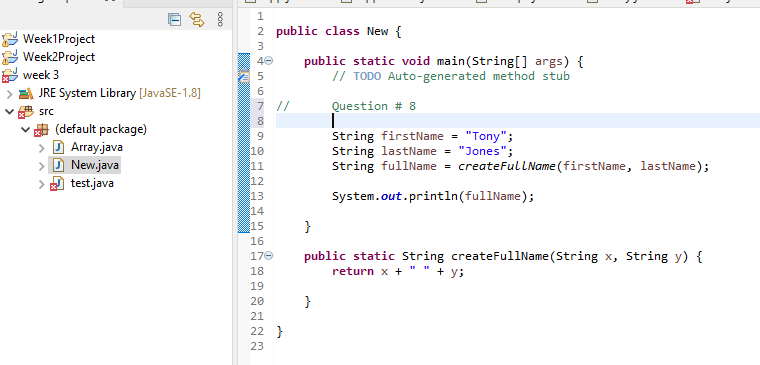 Week1Project
Week2Project
week 3
JRE System Library [JavaSE-1.8]
src
(default package)
Array.java
New.java
test.java
1
2 public class New {
3
4 public static void main(String[] args) {
5 // TODO Auto-generated method stub
6
7 // Question # 8
8
9 String firstName = "Tony";
10 String lastName = "Jones";
11 String fullName = createFullName(firstName, lastName);
12
13 System.out.println(fullName);
14
15 }
16
17 public static String createFullName(String x, String y) {
18 return x + " " + y;
19
20 }
21
22 }
23